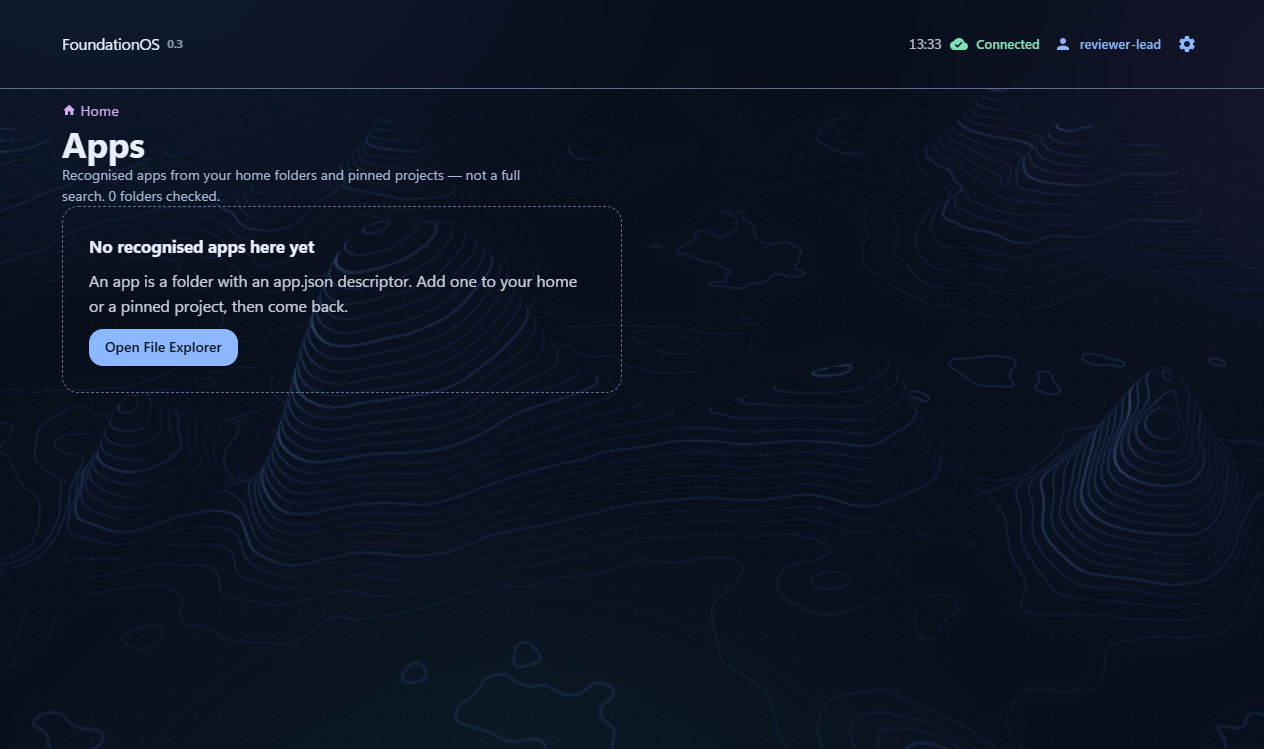 FoundationOS 0.3
13:33 Connected reviewer-lead
Home
Apps
Recognised apps from your home folders and pinned projects — not a full
search. 0 folders checked.
No recognised apps here yet
An app is a folder with an app.json descriptor. Add one to your home
or a pinned project, then come back.
Open File Explorer